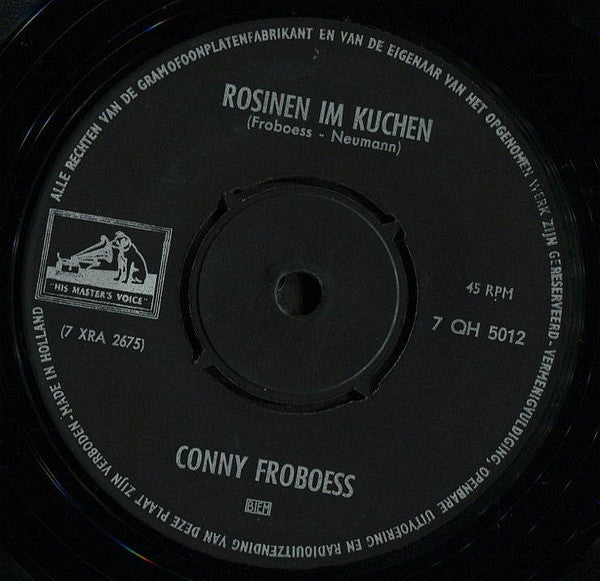 ALLE RECHTEN VAN DE GRAMOFOONPLATENFABRIKANT EN VAN DE EIGENAAR VAN HET OPGENOMEN WERK ZIJN GERESERVEERD-VERMENIGVULDIGING, OPENBARE UITVOERING EN RADIOUITZENDING VAN DEZE PLAAT ZIJN VERBODEN-MADE IN HOLLAND
ROSINEN IM KUCHEN
(Froboess - Neumann)
"HIS MASTER'S VOICE"
(7 XRA 2675)
45 RPM
7 QH 5012
CONNY FROBOESS
BIEM